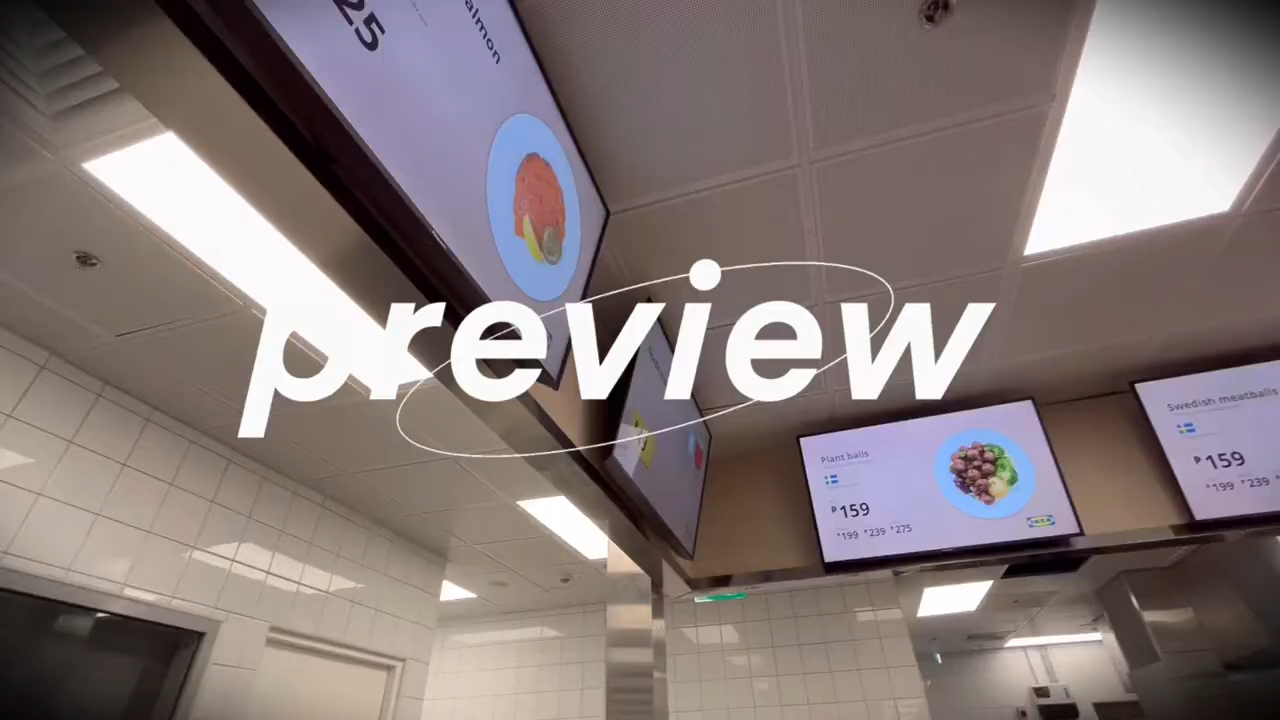 almon
25
preview
Plant balls
₱159
₱199 ₱239 ₱275
IKEA
Swedish meatballs
₱159
₱199 ₱239